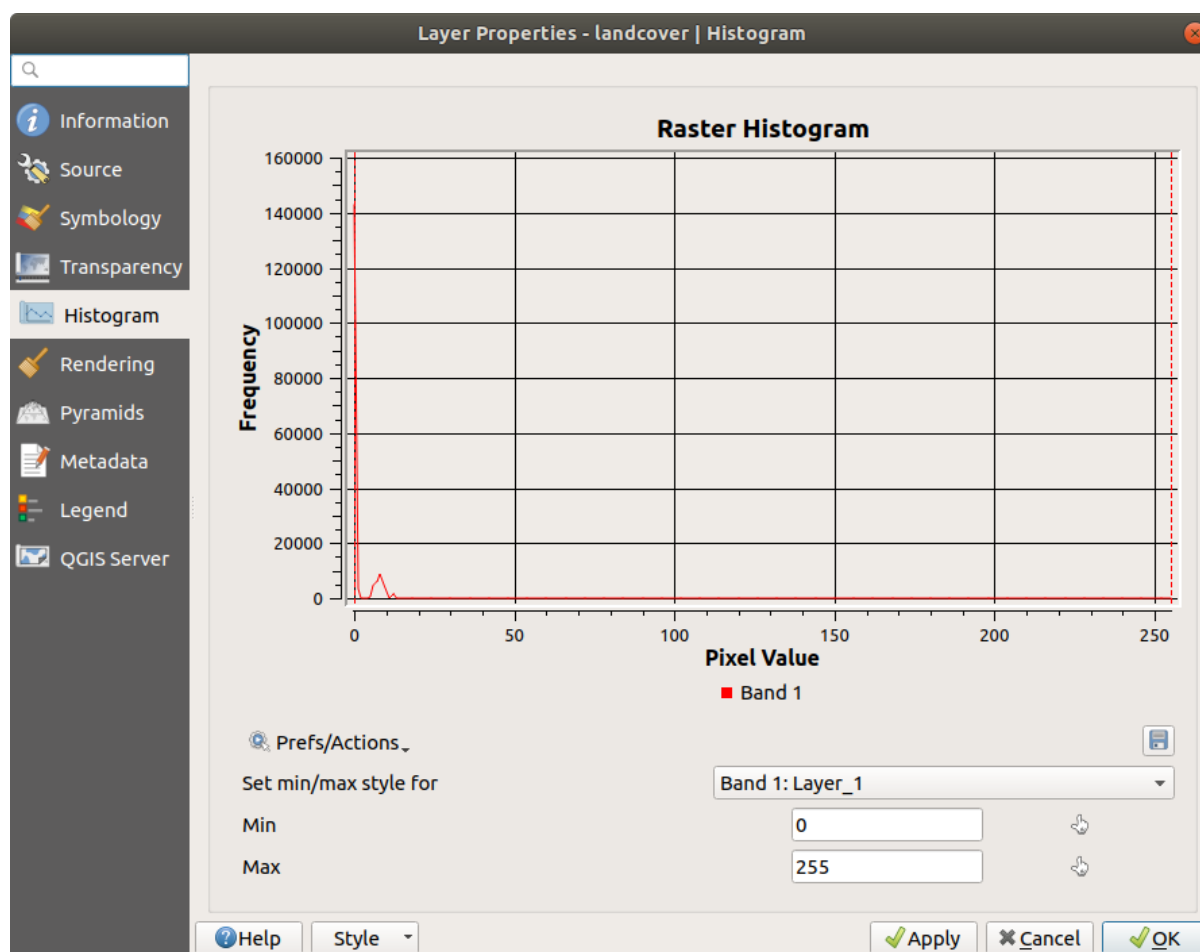 Layer Properties - landcover | Histogram
Information
Source
Symbology
Transparency
Histogram
Rendering
Pyramids
Metadata
Legend
QGIS Server
Raster Histogram
160000
140000
120000
100000
80000
60000
40000
20000
0
Frequency
0 50 100 150 200 250
Pixel Value
Band 1
Prefs/Actions
Set min/max style for Band 1: Layer_1
Min 0
Max 255
Help Style Apply Cancel OK